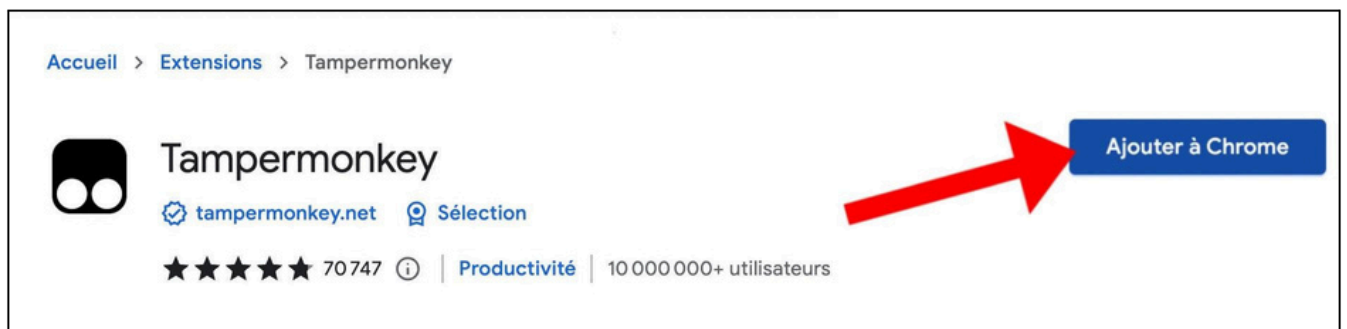 Accueil > Extensions > Tampermonkey
Tampermonkey
Ajouter à Chrome
tampermonkey.net Sélection
70 747 | Productivité | 10 000 000+ utilisateurs